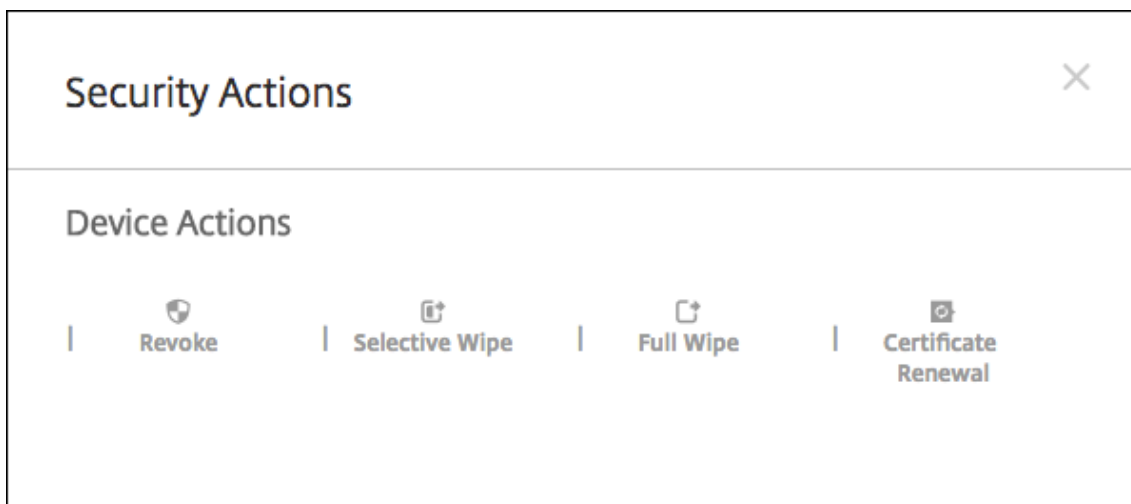 Security Actions
Device Actions
| Revoke | Selective Wipe | Full Wipe | Certificate
Renewal